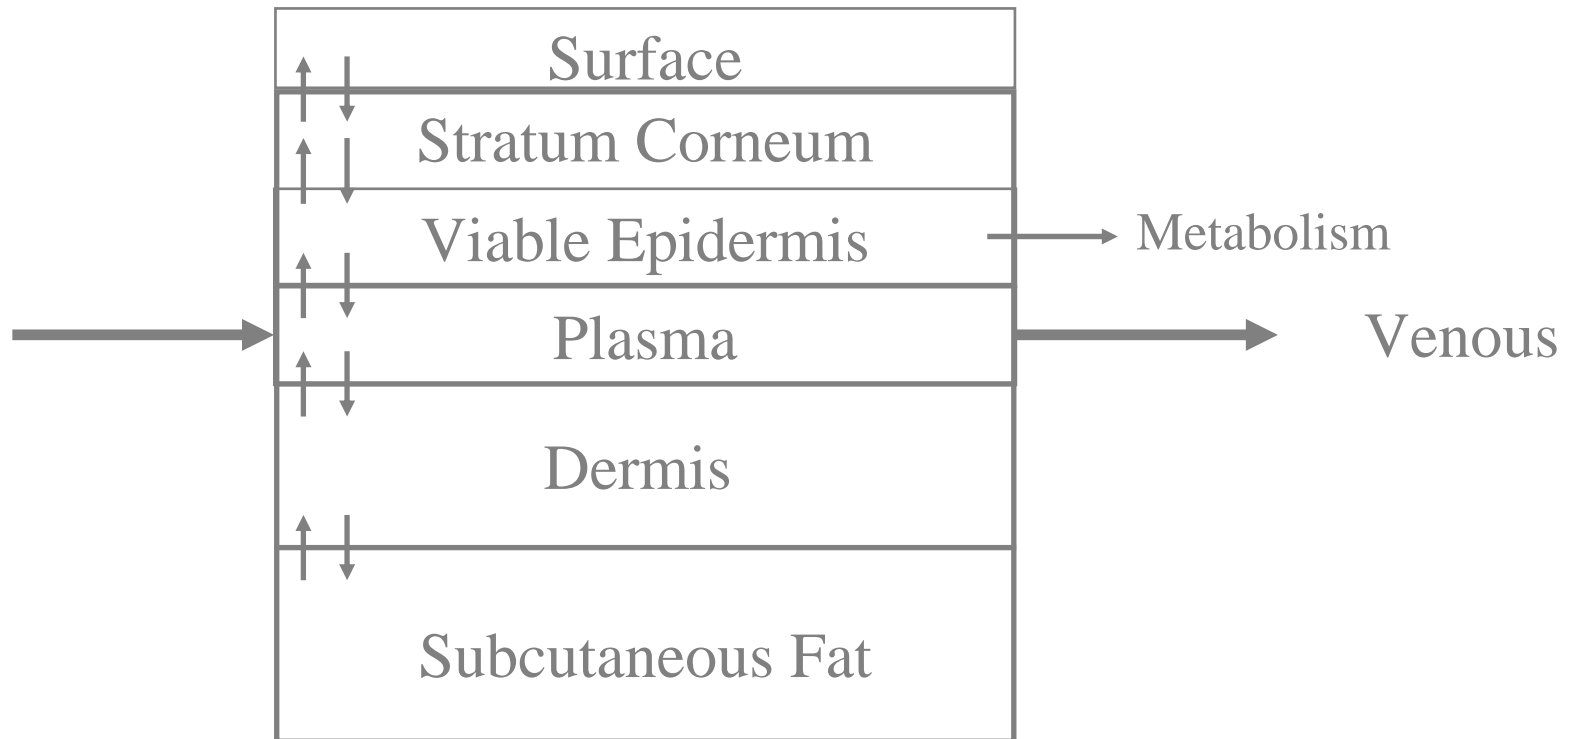 Surface
Stratum Corneum
Viable Epidermis
Metabolism
Plasma
Venous
Dermis
Subcutaneous Fat